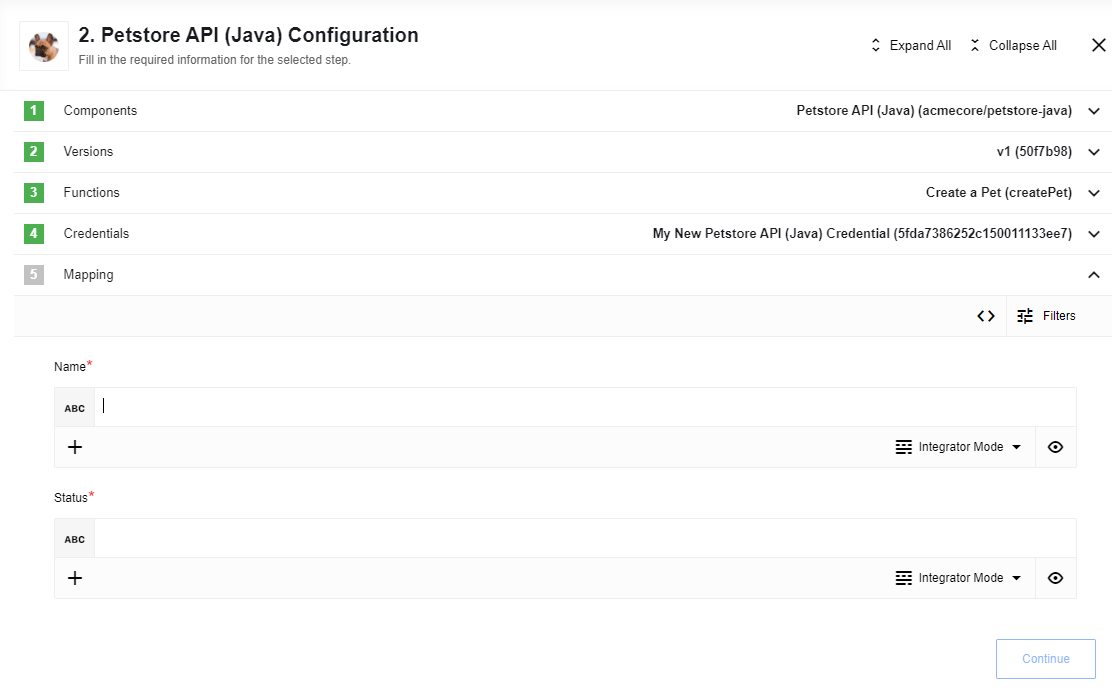 2. Petstore API (Java) Configuration
Fill in the required information for the selected step.
Expand All
Collapse All
1 Components Petstore API (Java) (acmecore/petstore-java)
2 Versions v1 (50f7b98)
3 Functions Create a Pet (createPet)
4 Credentials My New Petstore API (Java) Credential (5fda7386252c150011133ee7)
5 Mapping
Filters
Name*
ABC
Integrator Mode
Status*
ABC
Integrator Mode
Continue